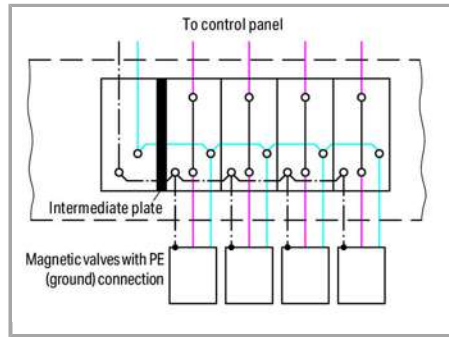 To control panel
Intermediate plate
Magnetic valves with PE
(ground) connection